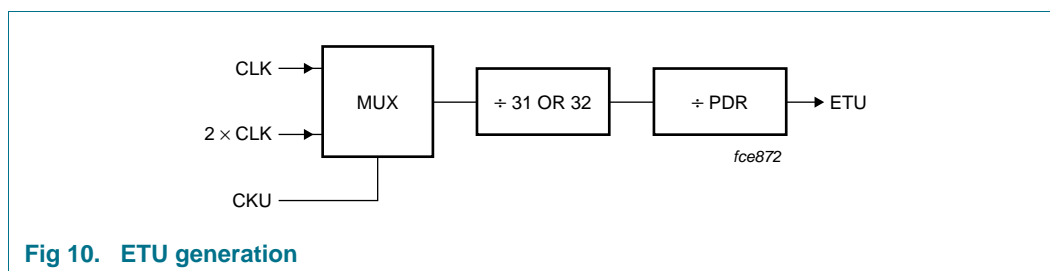 CLK
MUX
÷ 31 OR 32
÷ PDR
ETU
2 × CLK
fce872
CKU
Fig 10. ETU generation